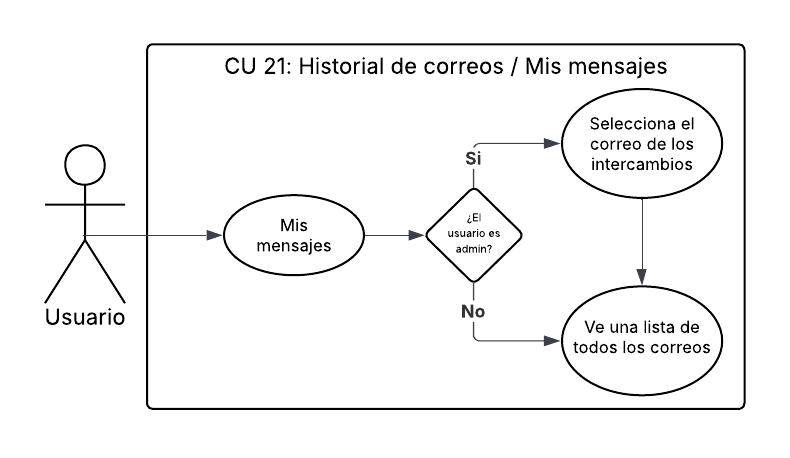 CU 21: Historial de correos / Mis mensajes
Selecciona el
correo de los
intercambios
Si
¿El
usuario es
admin?
Mis
mensajes
No
Usuario
Ve una lista de
todos los correos